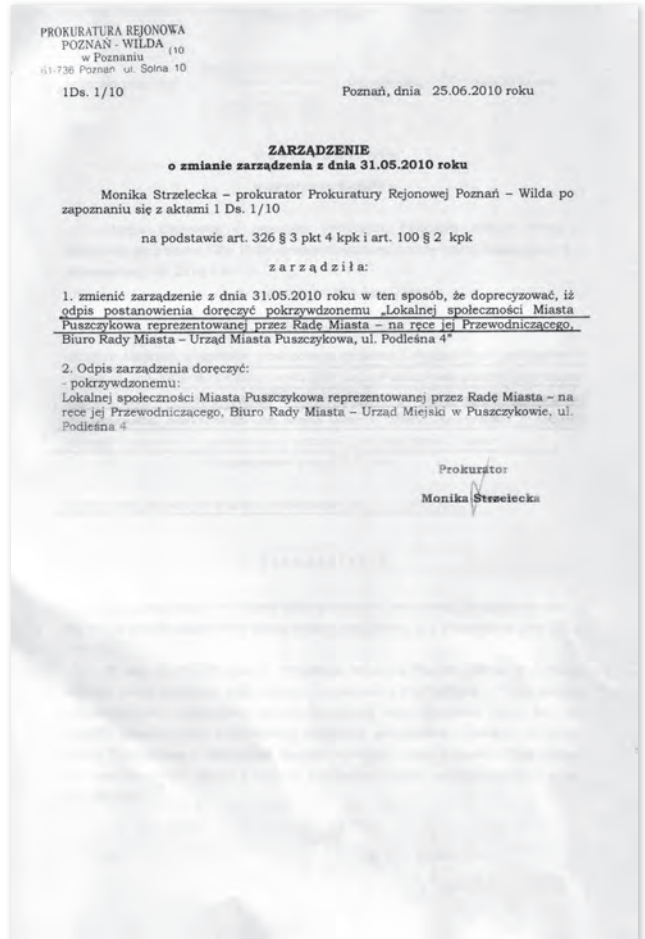 PROKURATURA REJONOWA
POZNAŃ - WILDA (10
w Poznaniu
61-736 Poznań ul. Solna 10
1Ds. 1/10
Poznań, dnia 25.06.2010 roku
ZARZĄDZENIE
o zmianie zarządzenia z dnia 31.05.2010 roku
Monika Strzelecka – prokurator Prokuratury Rejonowej Poznań – Wilda po
zapoznaniu się z aktami 1 Ds. 1/10
na podstawie art. 326 § 3 pkt 4 kpk i art. 100 § 2 kpk
z a r z ą d z i ł a:
1. zmienić zarządzenie z dnia 31.05.2010 roku w ten sposób, że doprecyzować, iż
odpis postanowienia doręczyć pokrzywdzonemu „Lokalnej społeczności Miasta
Puszczykowa reprezentowanej przez Radę Miasta – na ręce jej Przewodniczącego,
Biuro Rady Miasta – Urząd Miasta Puszczykowa, ul. Podleśna 4"
2. Odpis zarządzenia doręczyć:
- pokrzywdzonemu:
Lokalnej społeczności Miasta Puszczykowa reprezentowanej przez Radę Miasta – na
ręce jej Przewodniczącego, Biuro Rady Miasta – Urząd Miejski w Puszczykowie, ul.
Podleśna 4
Prokurator
Monika Strzelecka